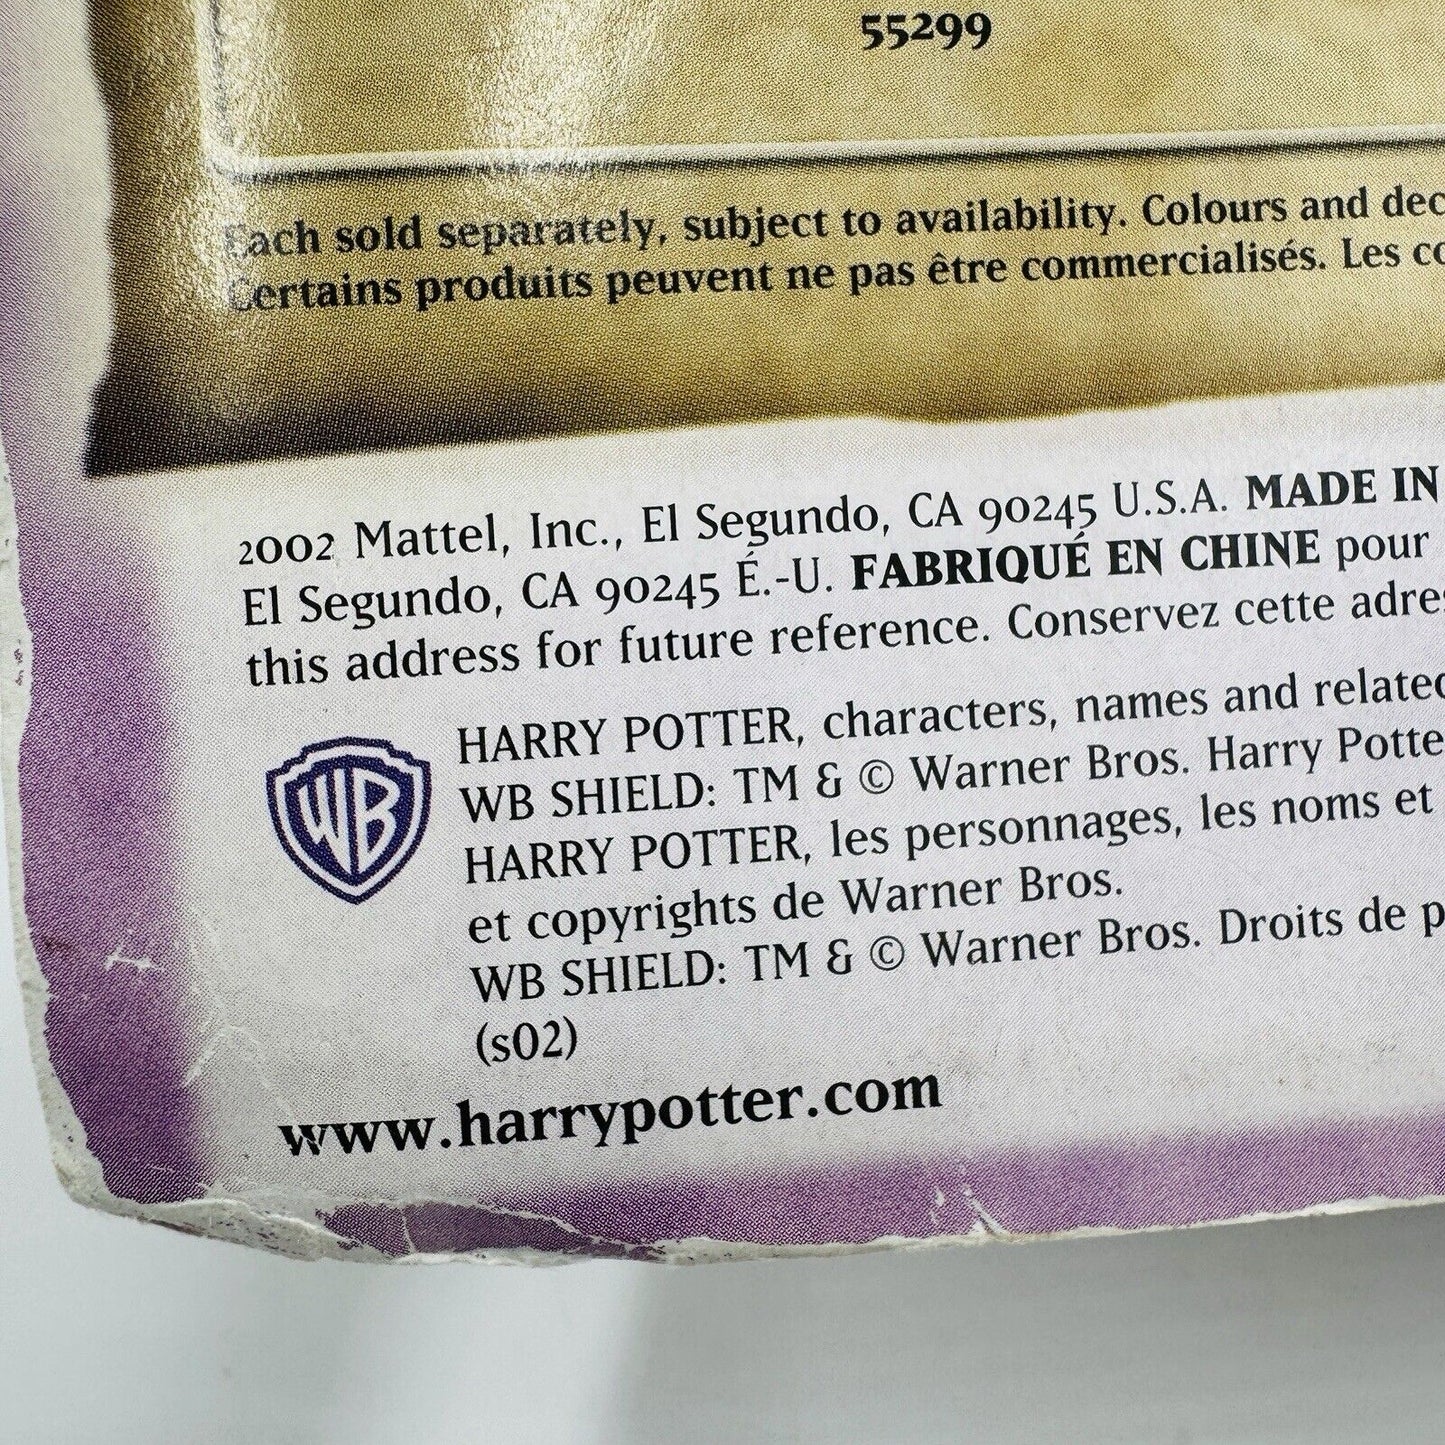 55299
Each sold separately, subject to availability. Colours and dec
Certains produits peuvent ne pas être commercialisés. Les co
2002 Mattel, Inc., El Segundo, CA 90245 U.S.A. MADE IN
El Segundo, CA 90245 É.-U. FABRIQUÉ EN CHINE pour
this address for future reference. Conservez cette adres
HARRY POTTER, characters, names and related
WB SHIELD: TM & © Warner Bros. Harry Potte
HARRY POTTER, les personnages, les noms et
et copyrights de Warner Bros.
WB SHIELD: TM & © Warner Bros. Droits de p
(s02)
WB
www.harrypotter.com